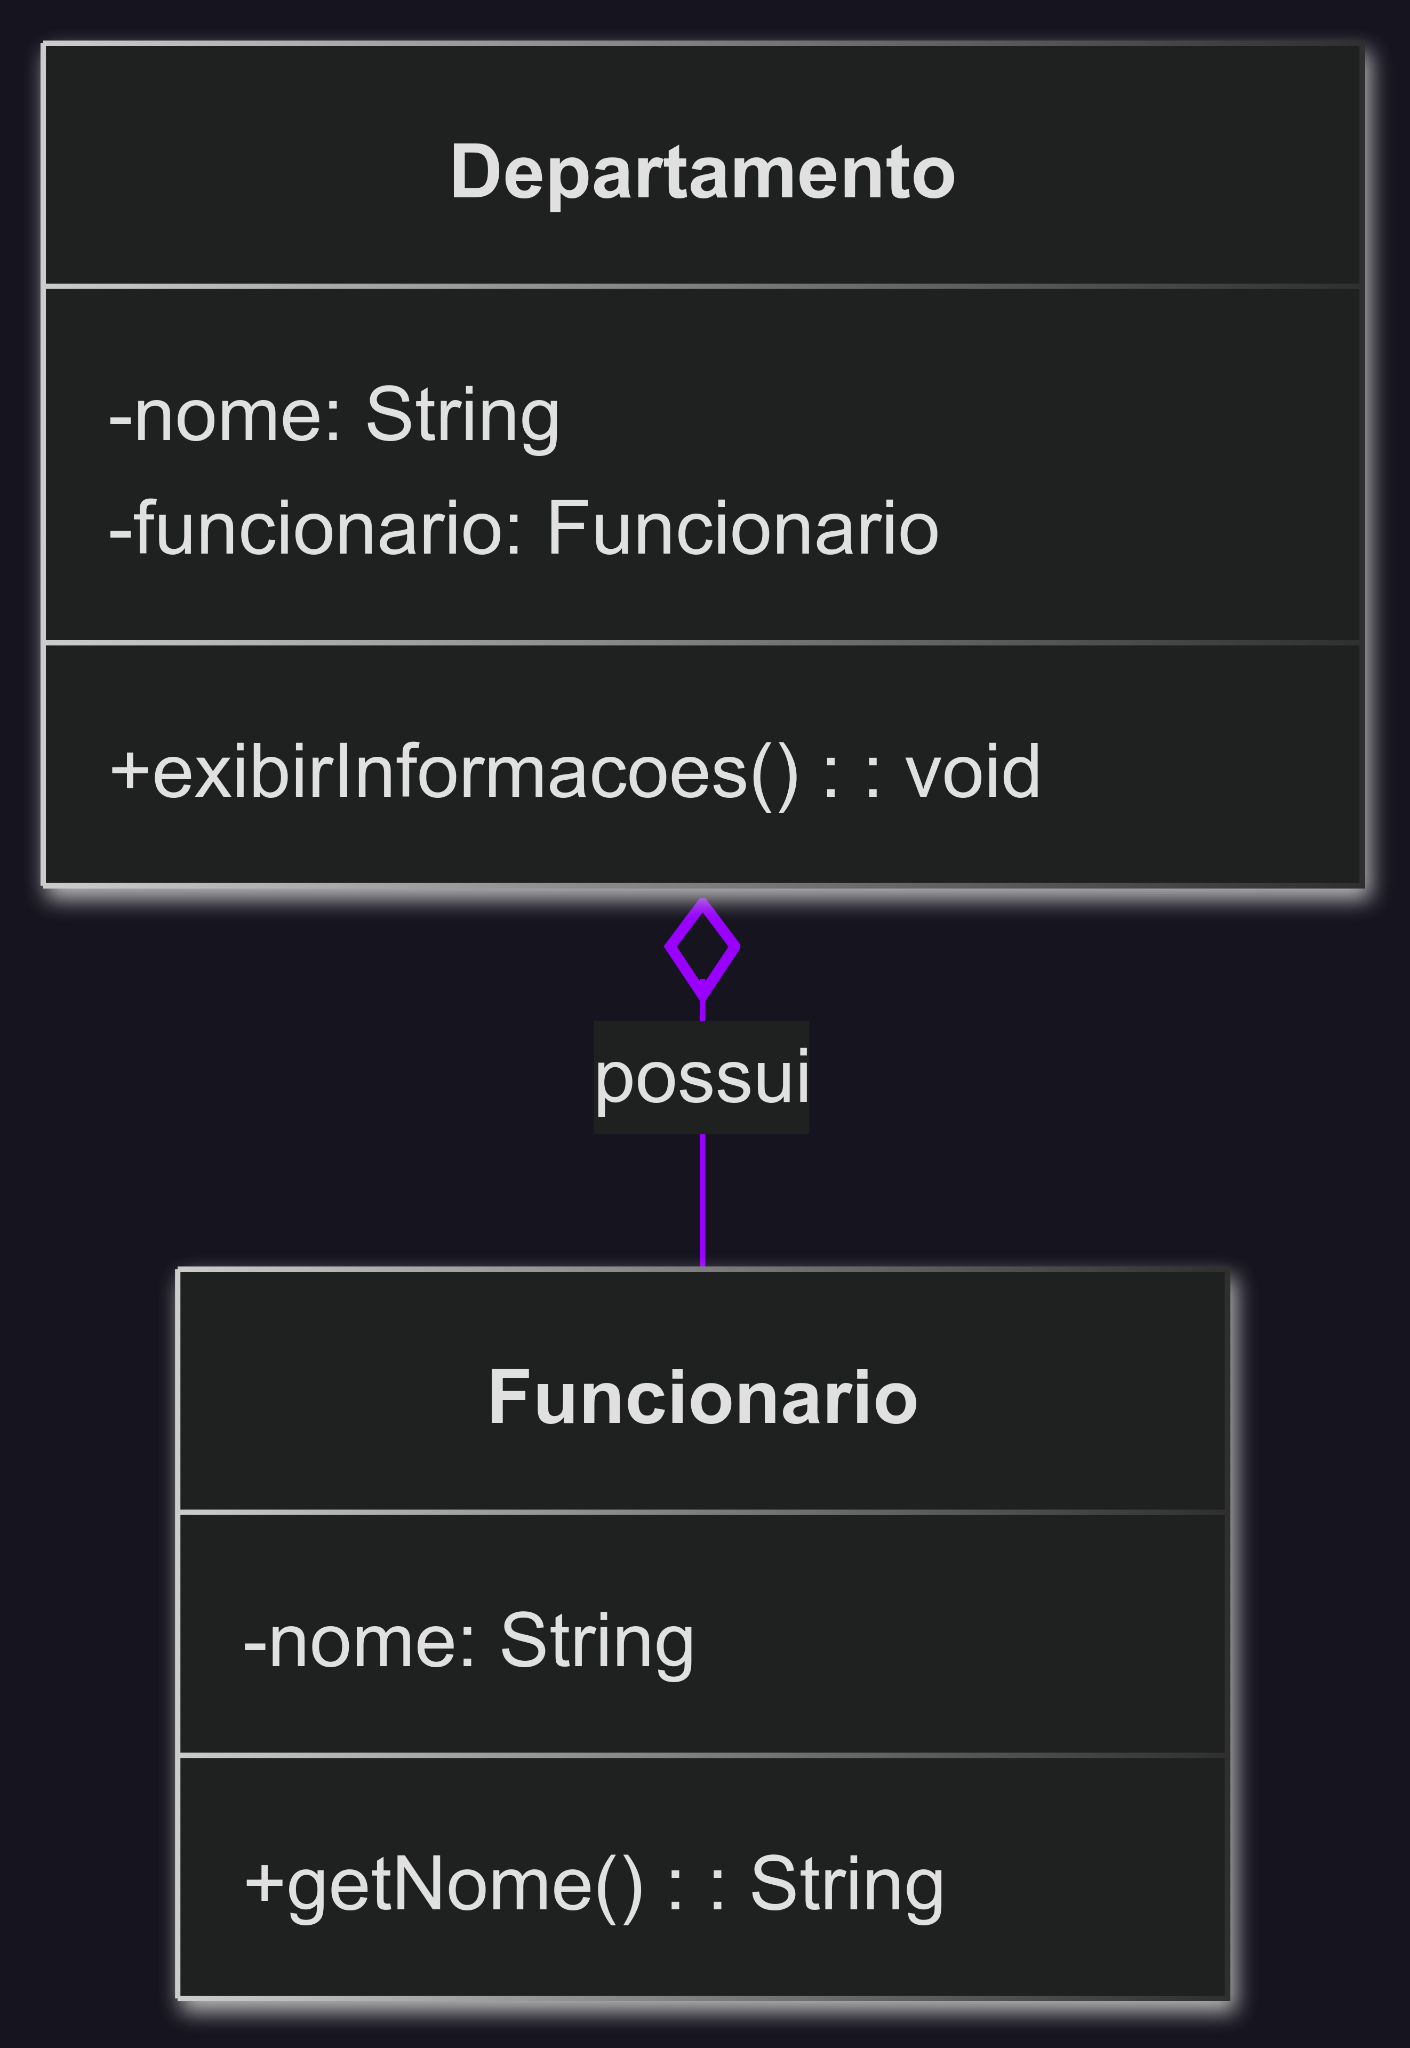 Departamento
-nome: String
-funcionario: Funcionario
+exibirInformacoes() : : void
possui
Funcionario
-nome: String
+getNome() : : String